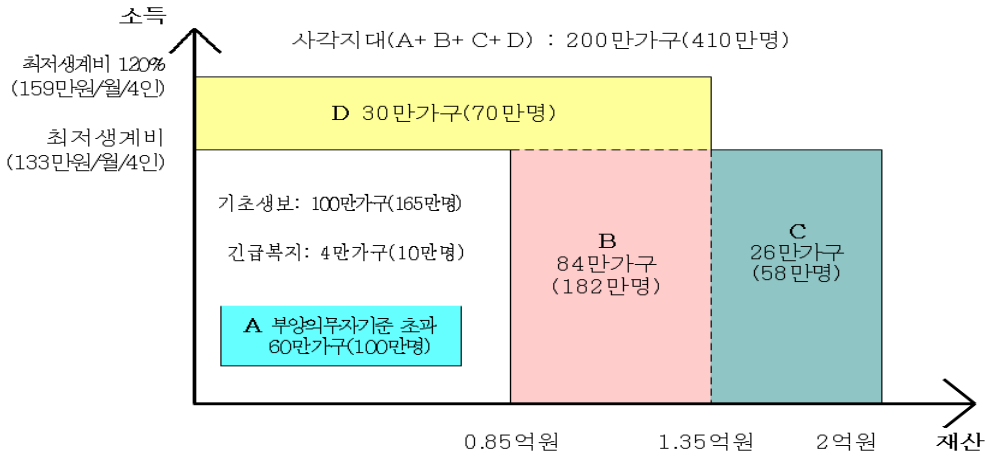 소득
사각지대(A+ B+ C+ D) : 200만가구(410만명)
최저생계비 120%
(159만원/월/4인)
D 30만가구(70만명)
최저생계비
(133만원/월/4인)
기초생보: 100만가구(165만명)
긴급복지: 4만가구(10만명)
A 부양의무자기준 초과
60만가구(100만명)
B
84만가구
(182만명)
C
26만가구
(58만명)
0.85억원
1.35억원
2억원
재산